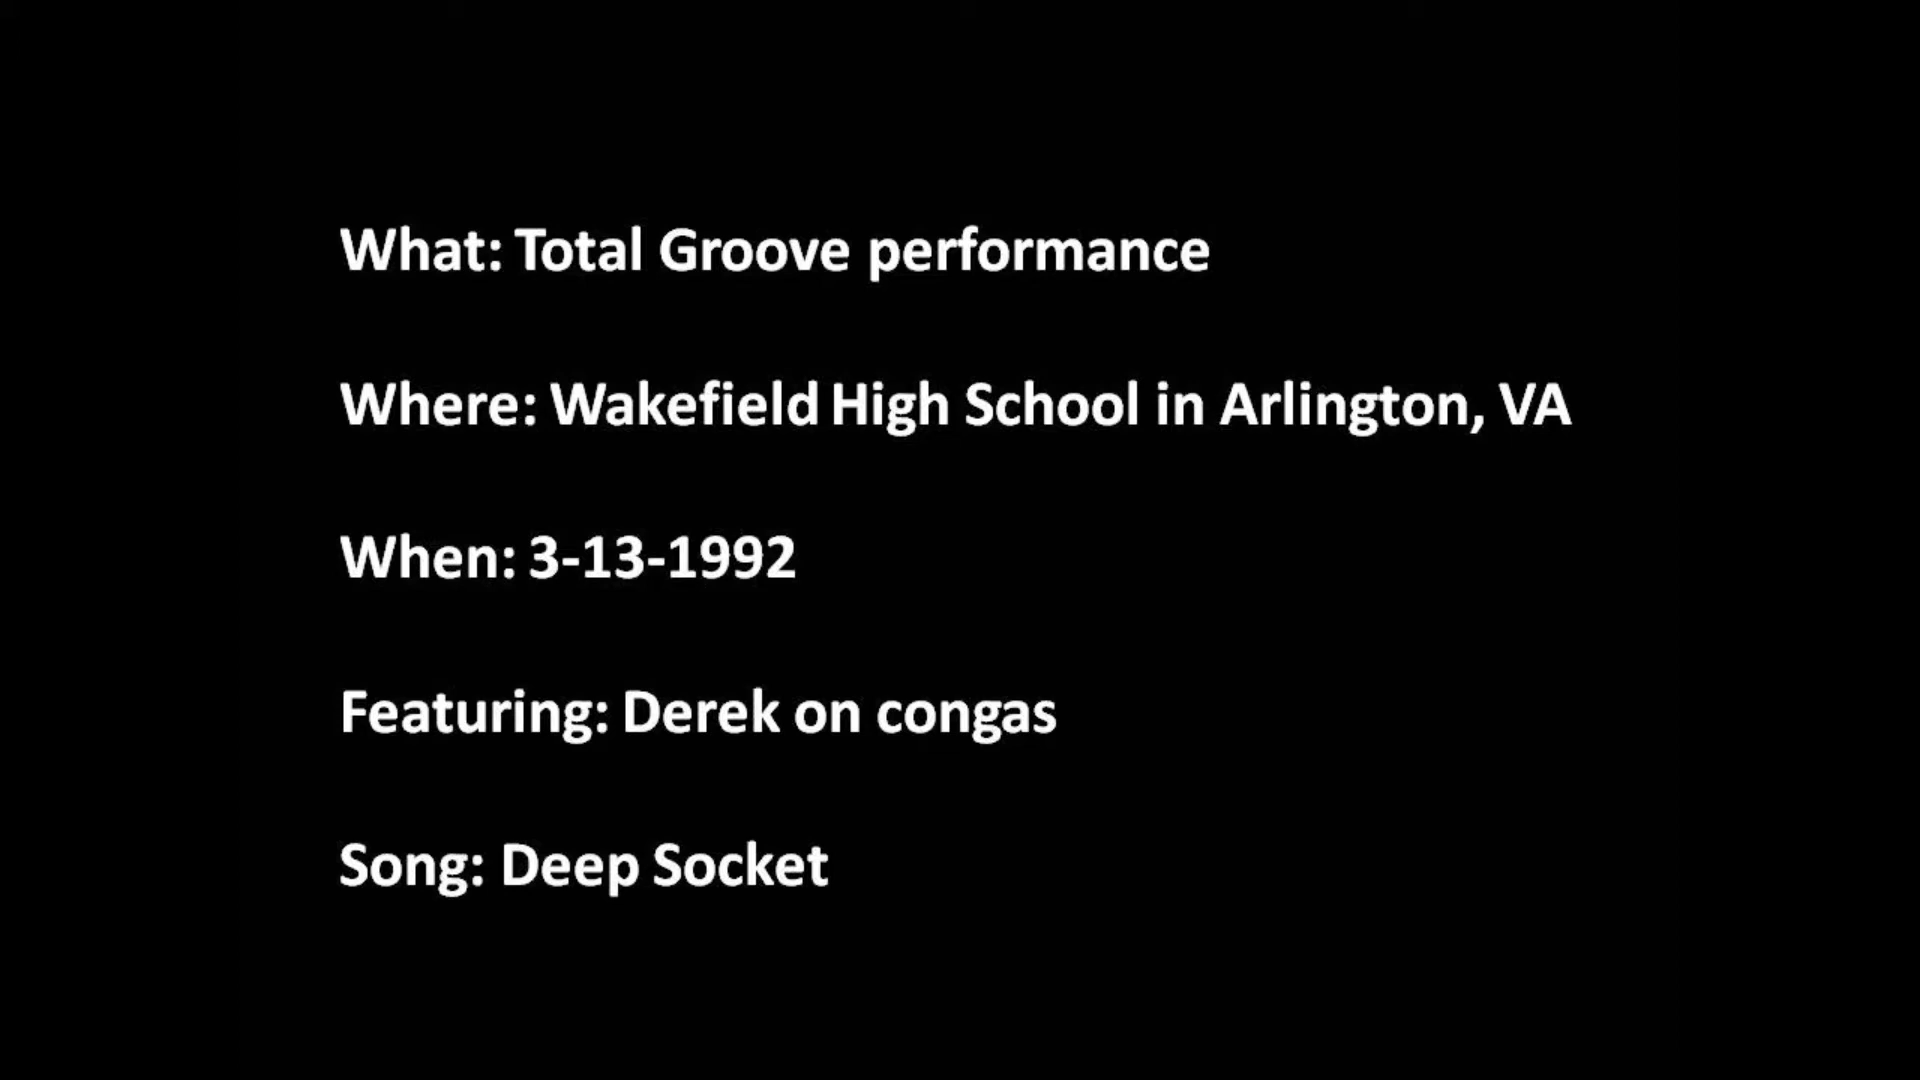 What: Total Groove performance
Where: Wakefield High School in Arlington, VA
When: 3-13-1992
Featuring: Derek on congas
Song: Deep Socket